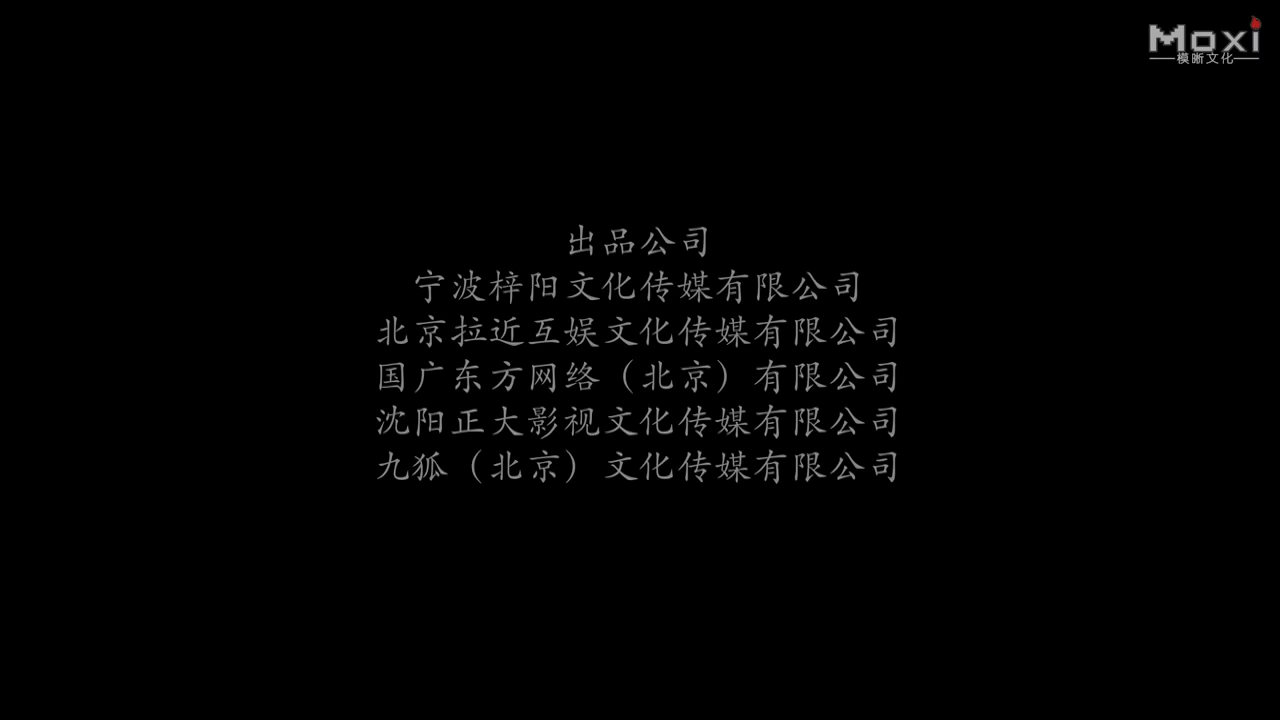 Moxi
模晰文化
出品公司
宁波梓阳文化传媒有限公司
北京拉近互娱文化传媒有限公司
国广东方网络（北京）有限公司
沈阳正大影视文化传媒有限公司
九狐（北京）文化传媒有限公司